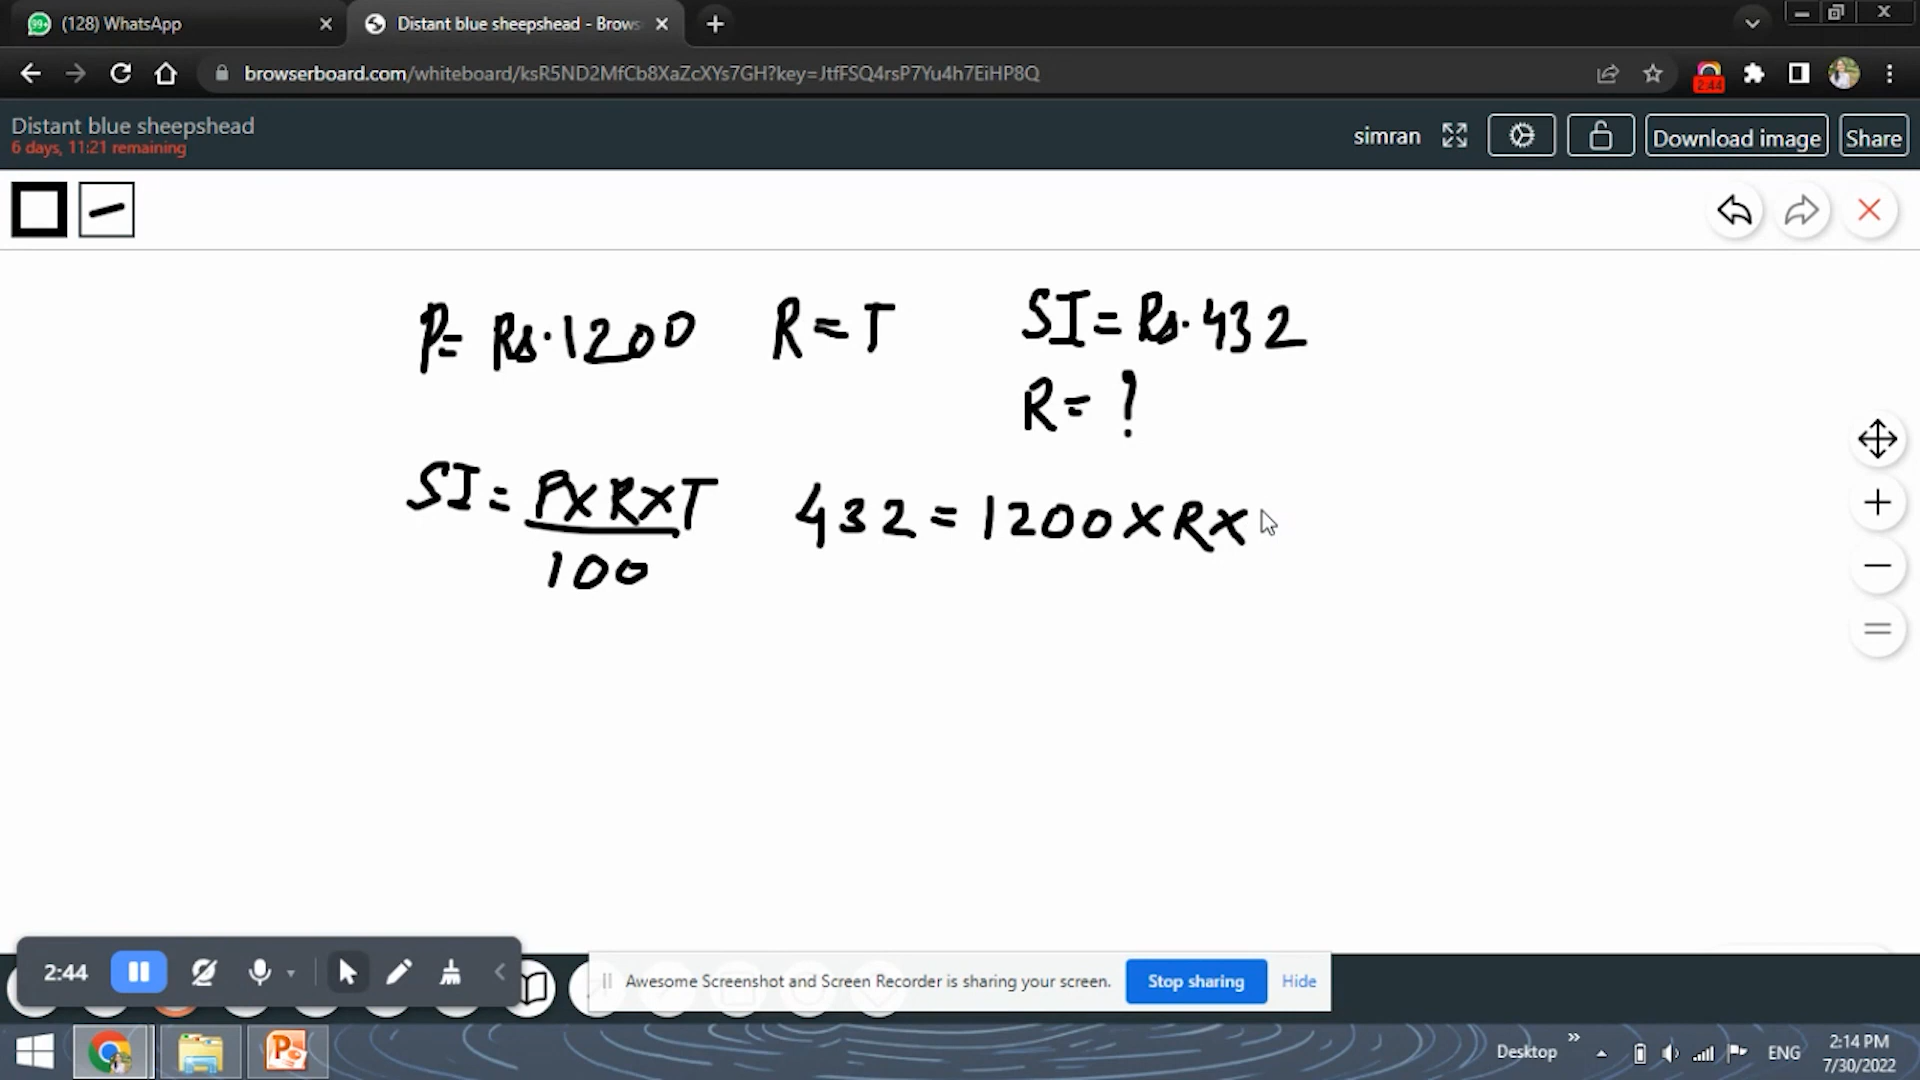 (128) WhatsApp
Distant blue sheepshead - Brows
browserboard.com/whiteboard/ksR5ND2MfCb8XaZcXYs7GH?key=JtfFSQ4rsP7Yu4h7EiHP8Q
2:44
Distant blue sheepshead
6 days, 11:21 remaining
simran
Download image
Share
P= Rs.1200 R=T SI=Rs.432
R= ?
SI = PXRXT 432 = 1200XRX
100
2:44
Awesome Screenshot and Screen Recorder is sharing your screen.
Stop sharing
Hide
Desktop
ENG
2:14 PM
7/30/2022